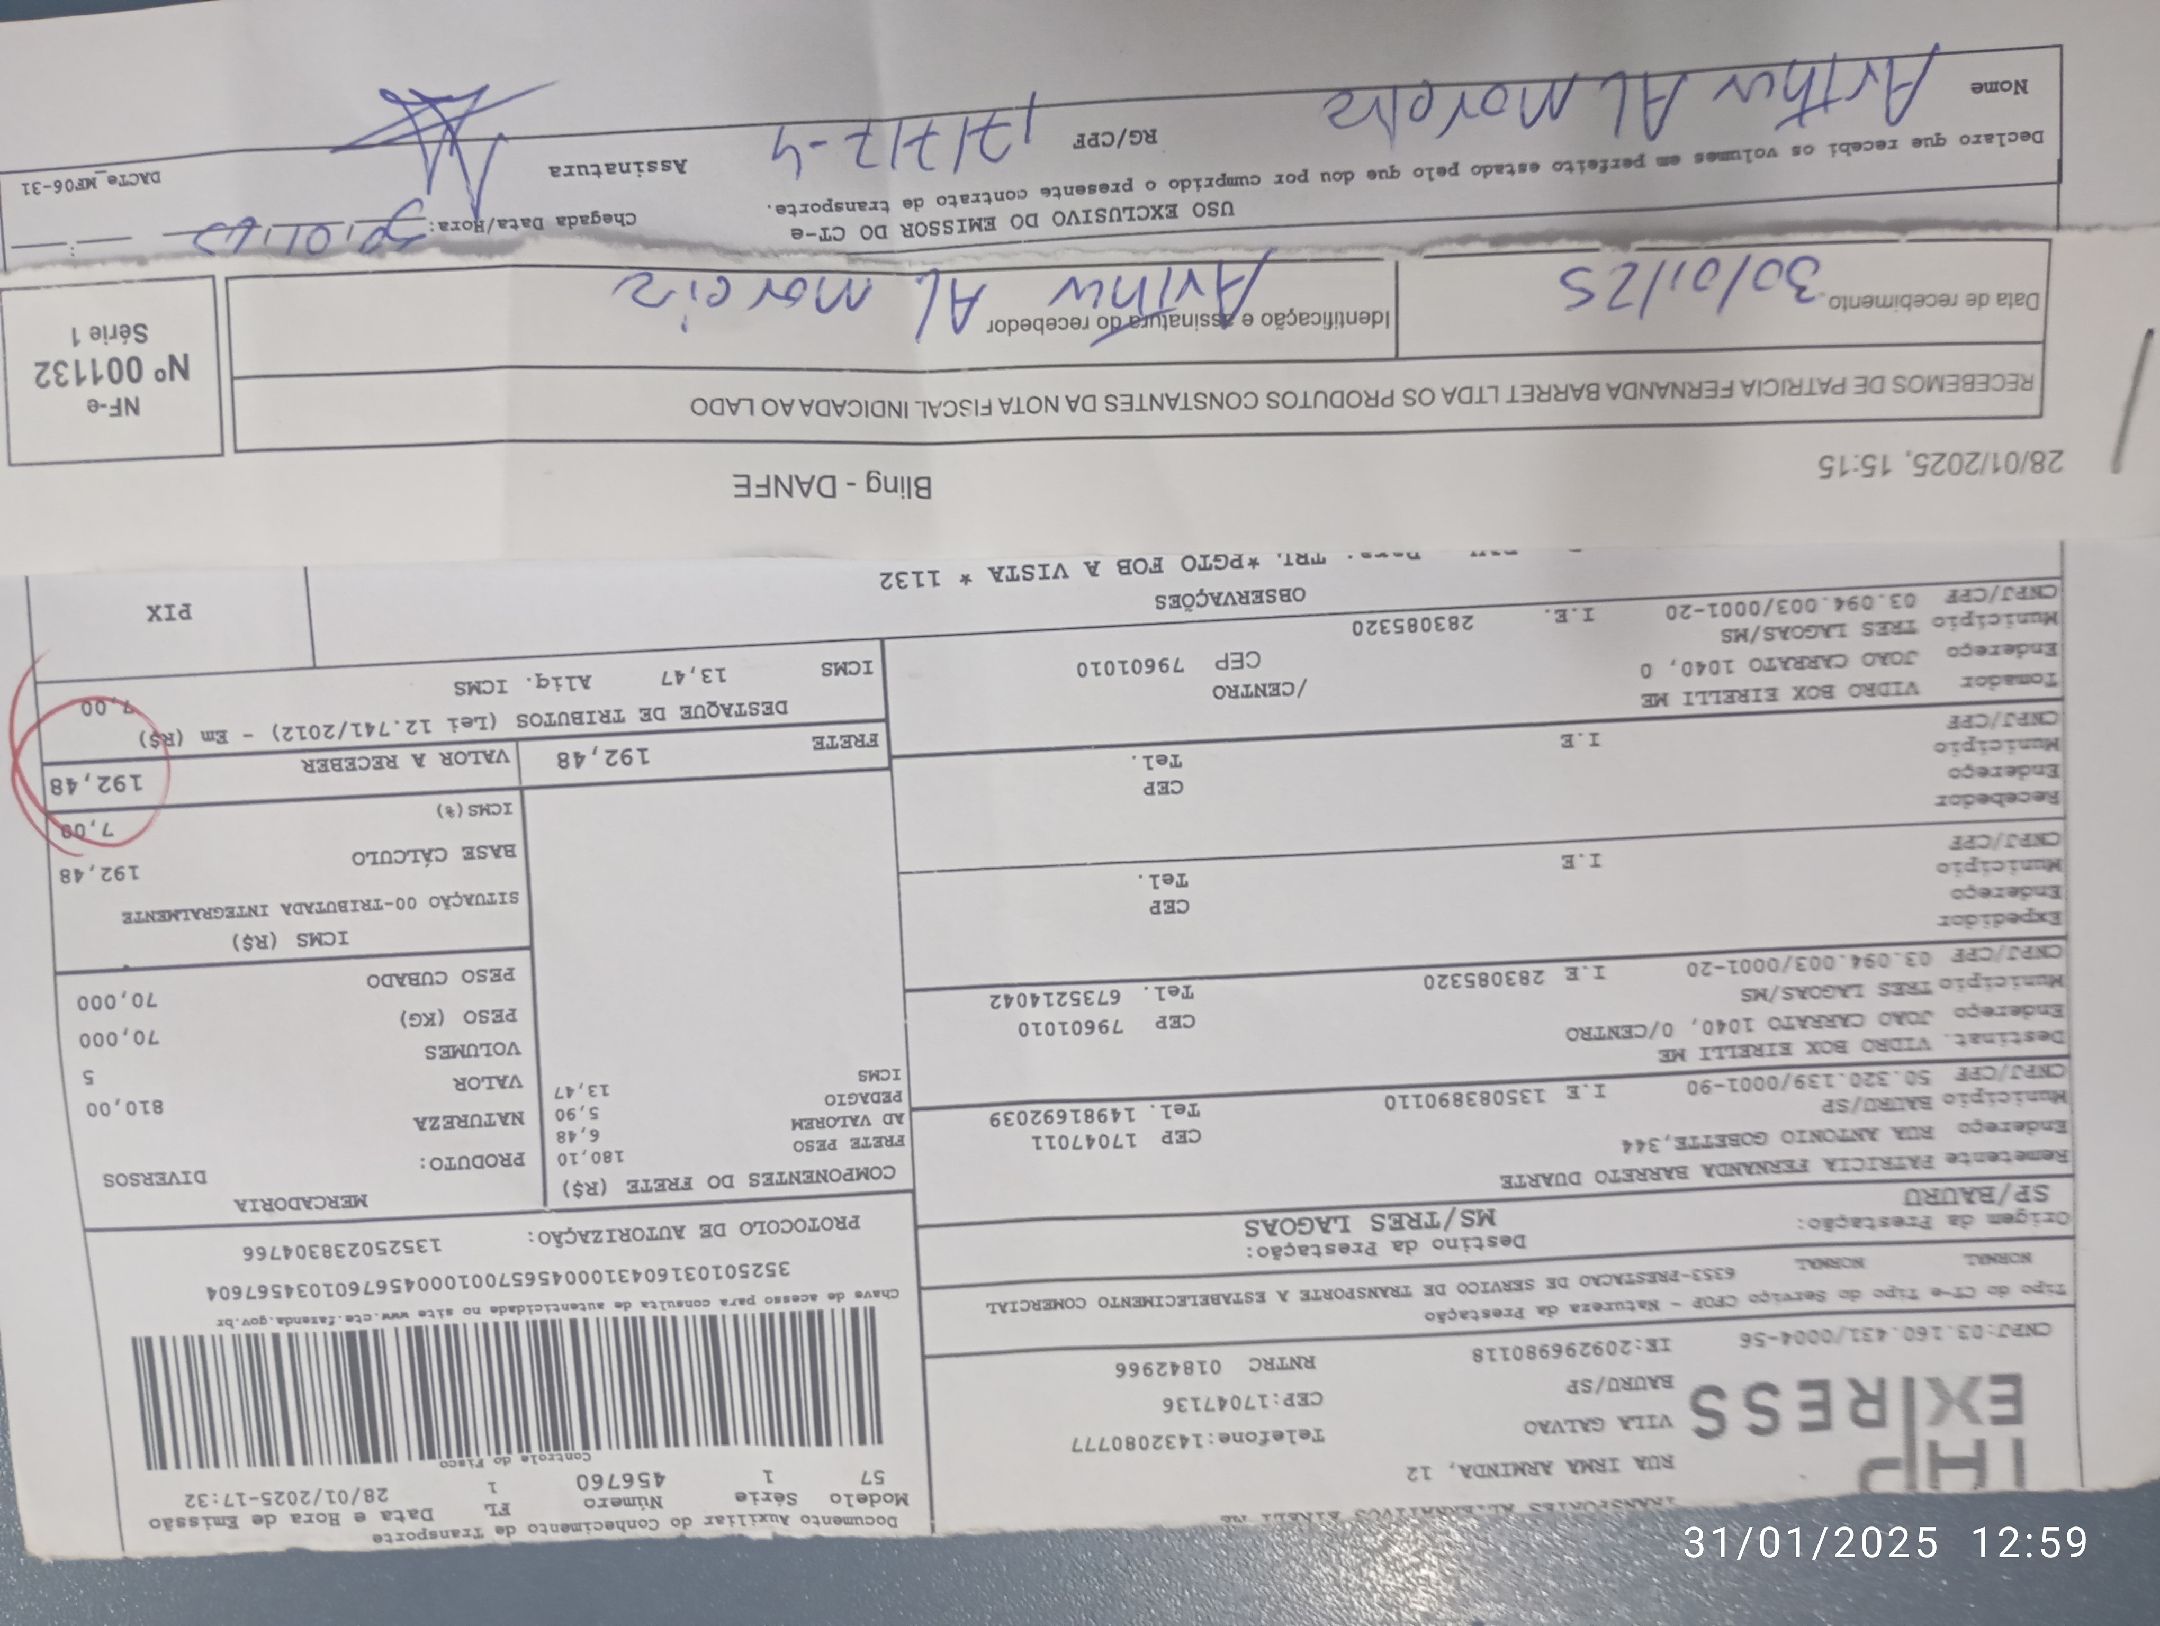 Documento Auxiliar do Conhecimento de Transporte
Modelo Série Número FL Data e Hora de Emissão
57 1 456760 1 28/01/2025-17:32
Controle do Fisco
EXPRESS
RUA IRMA ARMINDA, 12
VILA GALVAO
BAURU/SP
Telefone:1432080777
CEP:17047136
CNPJ:03.160.431/0004-56 IE:209296980118 RNTRC 01842966
Chave de acesso para consulta de autenticidade no site www.cte.fazenda.gov.br
35250103160431000456570010004567601034567604
PROTOCOLO DE AUTORIZAÇÃO: 135250238304766
Tipo do CT-e Tipo do Serviço CFOP - Natureza da Prestação
NORMAL NORMAL 6353-PRESTACAO DE SERVICO DE TRANSPORTE A ESTABELECIMENTO COMERCIAL
Origem da Prestação: Destino da Prestação:
SP/BAURU MS/TRES LAGOAS
Remetente PATRICIA FERNANDA BARRETO DUARTE
Endereço RUA ANTONIO GOBETTE,344 CEP 17047011
Município BAURU/SP Tel. 14981692039
CNPJ/CPF 50.320.139/0001-90 I.E 135083890110
Destinat. VIDRO BOX EIRELLI ME
Endereço JOAO CARRATO 1040, 0/CENTRO CEP 79601010
Município TRES LAGOAS/MS Tel. 6735214042
CNPJ/CPF 03.094.003/0001-20 I.E 283085320
Expedidor
Endereço CEP
Município Tel.
CNPJ/CPF I.E
Recebedor
Endereço CEP
Município Tel.
CNPJ/CPF I.E
Tomador VIDRO BOX EIRELLI ME
Endereço JOAO CARRATO 1040, 0 /CENTRO
Município TRES LAGOAS/MS CEP 79601010
CNPJ/CPF 03.094.003/0001-20 I.E. 283085320
COMPONENTES DO FRETE (R$)
FRETE PESO 180,10
AD VALOREM 6,48
PEDAGIO 5,90
ICMS 13,47
MERCADORIA
PRODUTO: DIVERSOS
NATUREZA
VALOR 810,00
VOLUMES 5
PESO (KG) 70,000
PESO CUBADO 70,000
ICMS (R$)
SITUAÇÃO 00-TRIBUTADA INTEGRALMENTE
BASE CÁLCULO 192,48
ICMS(%) 7,00
FRETE 192,48 VALOR A RECEBER 192,48
DESTAQUE DE TRIBUTOS (Lei 12.741/2012) - Em (R$)
ICMS 13,47 Aliq. ICMS 7,00
OBSERVAÇÕES
TRL *PGTO FOB A VISTA * 1132
PIX
28/01/2025, 15:15 Bling - DANFE
RECEBEMOS DE PATRICIA FERNANDA BARRET LTDA OS PRODUTOS CONSTANTES DA NOTA FISCAL INDICADA AO LADO
NF-e
Nº 001132
Série 1
Data de recebimento 30/01/25
Identificação e assinatura do recebedor Arthur AL
USO EXCLUSIVO DO EMISSOR DO CT-e
Chegada Data/Hora:
Declaro que recebi os volumes em perfeito estado pelo que dou por cumprido o presente contrato de transporte.
Nome Arthur AL RG/CPF Assinatura
DACTe_MF06-31
31/01/2025 12:59